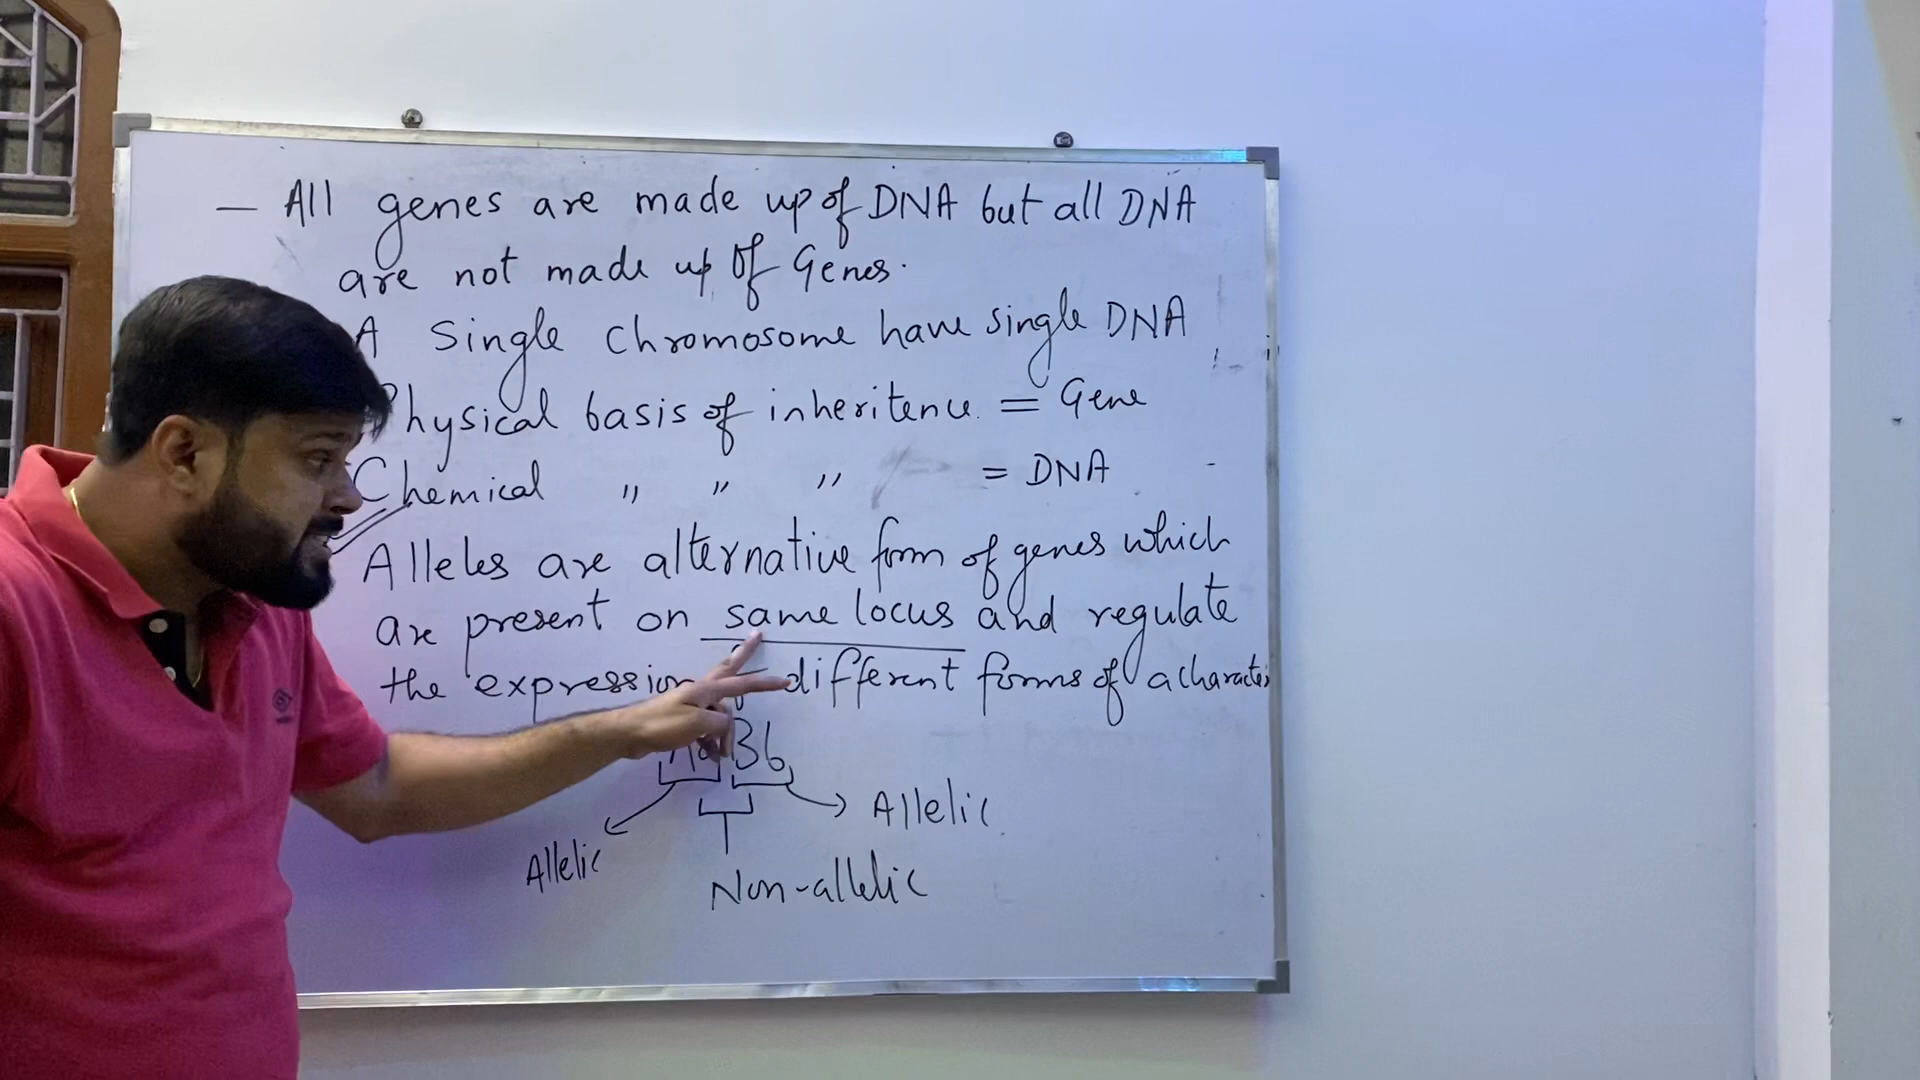 — All genes are made up of DNA but all DNA
are not made up of Genes.
A Single Chromosome have single DNA
Physical basis of inheritence = Gene
Chemical " " " = DNA
Alleles are alternative form of genes which
are present on same locus and regulate
the expression of different forms of a character
Bb
Allelic
Allelic
Non-allelic